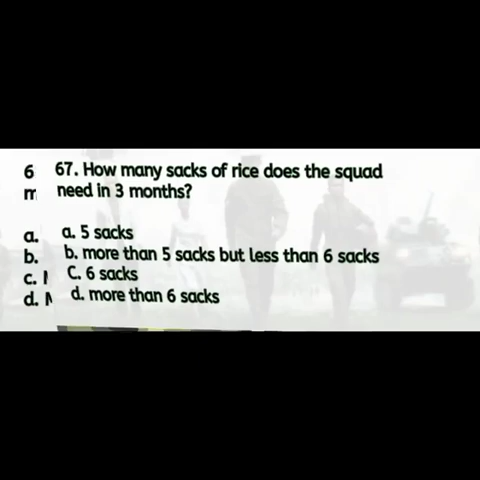 6
m
67. How many sacks of rice does the squad
need in 3 months?
a.
b.
c.
d.
a. 5 sacks
b. more than 5 sacks but less than 6 sacks
C. 6 sacks
d. more than 6 sacks